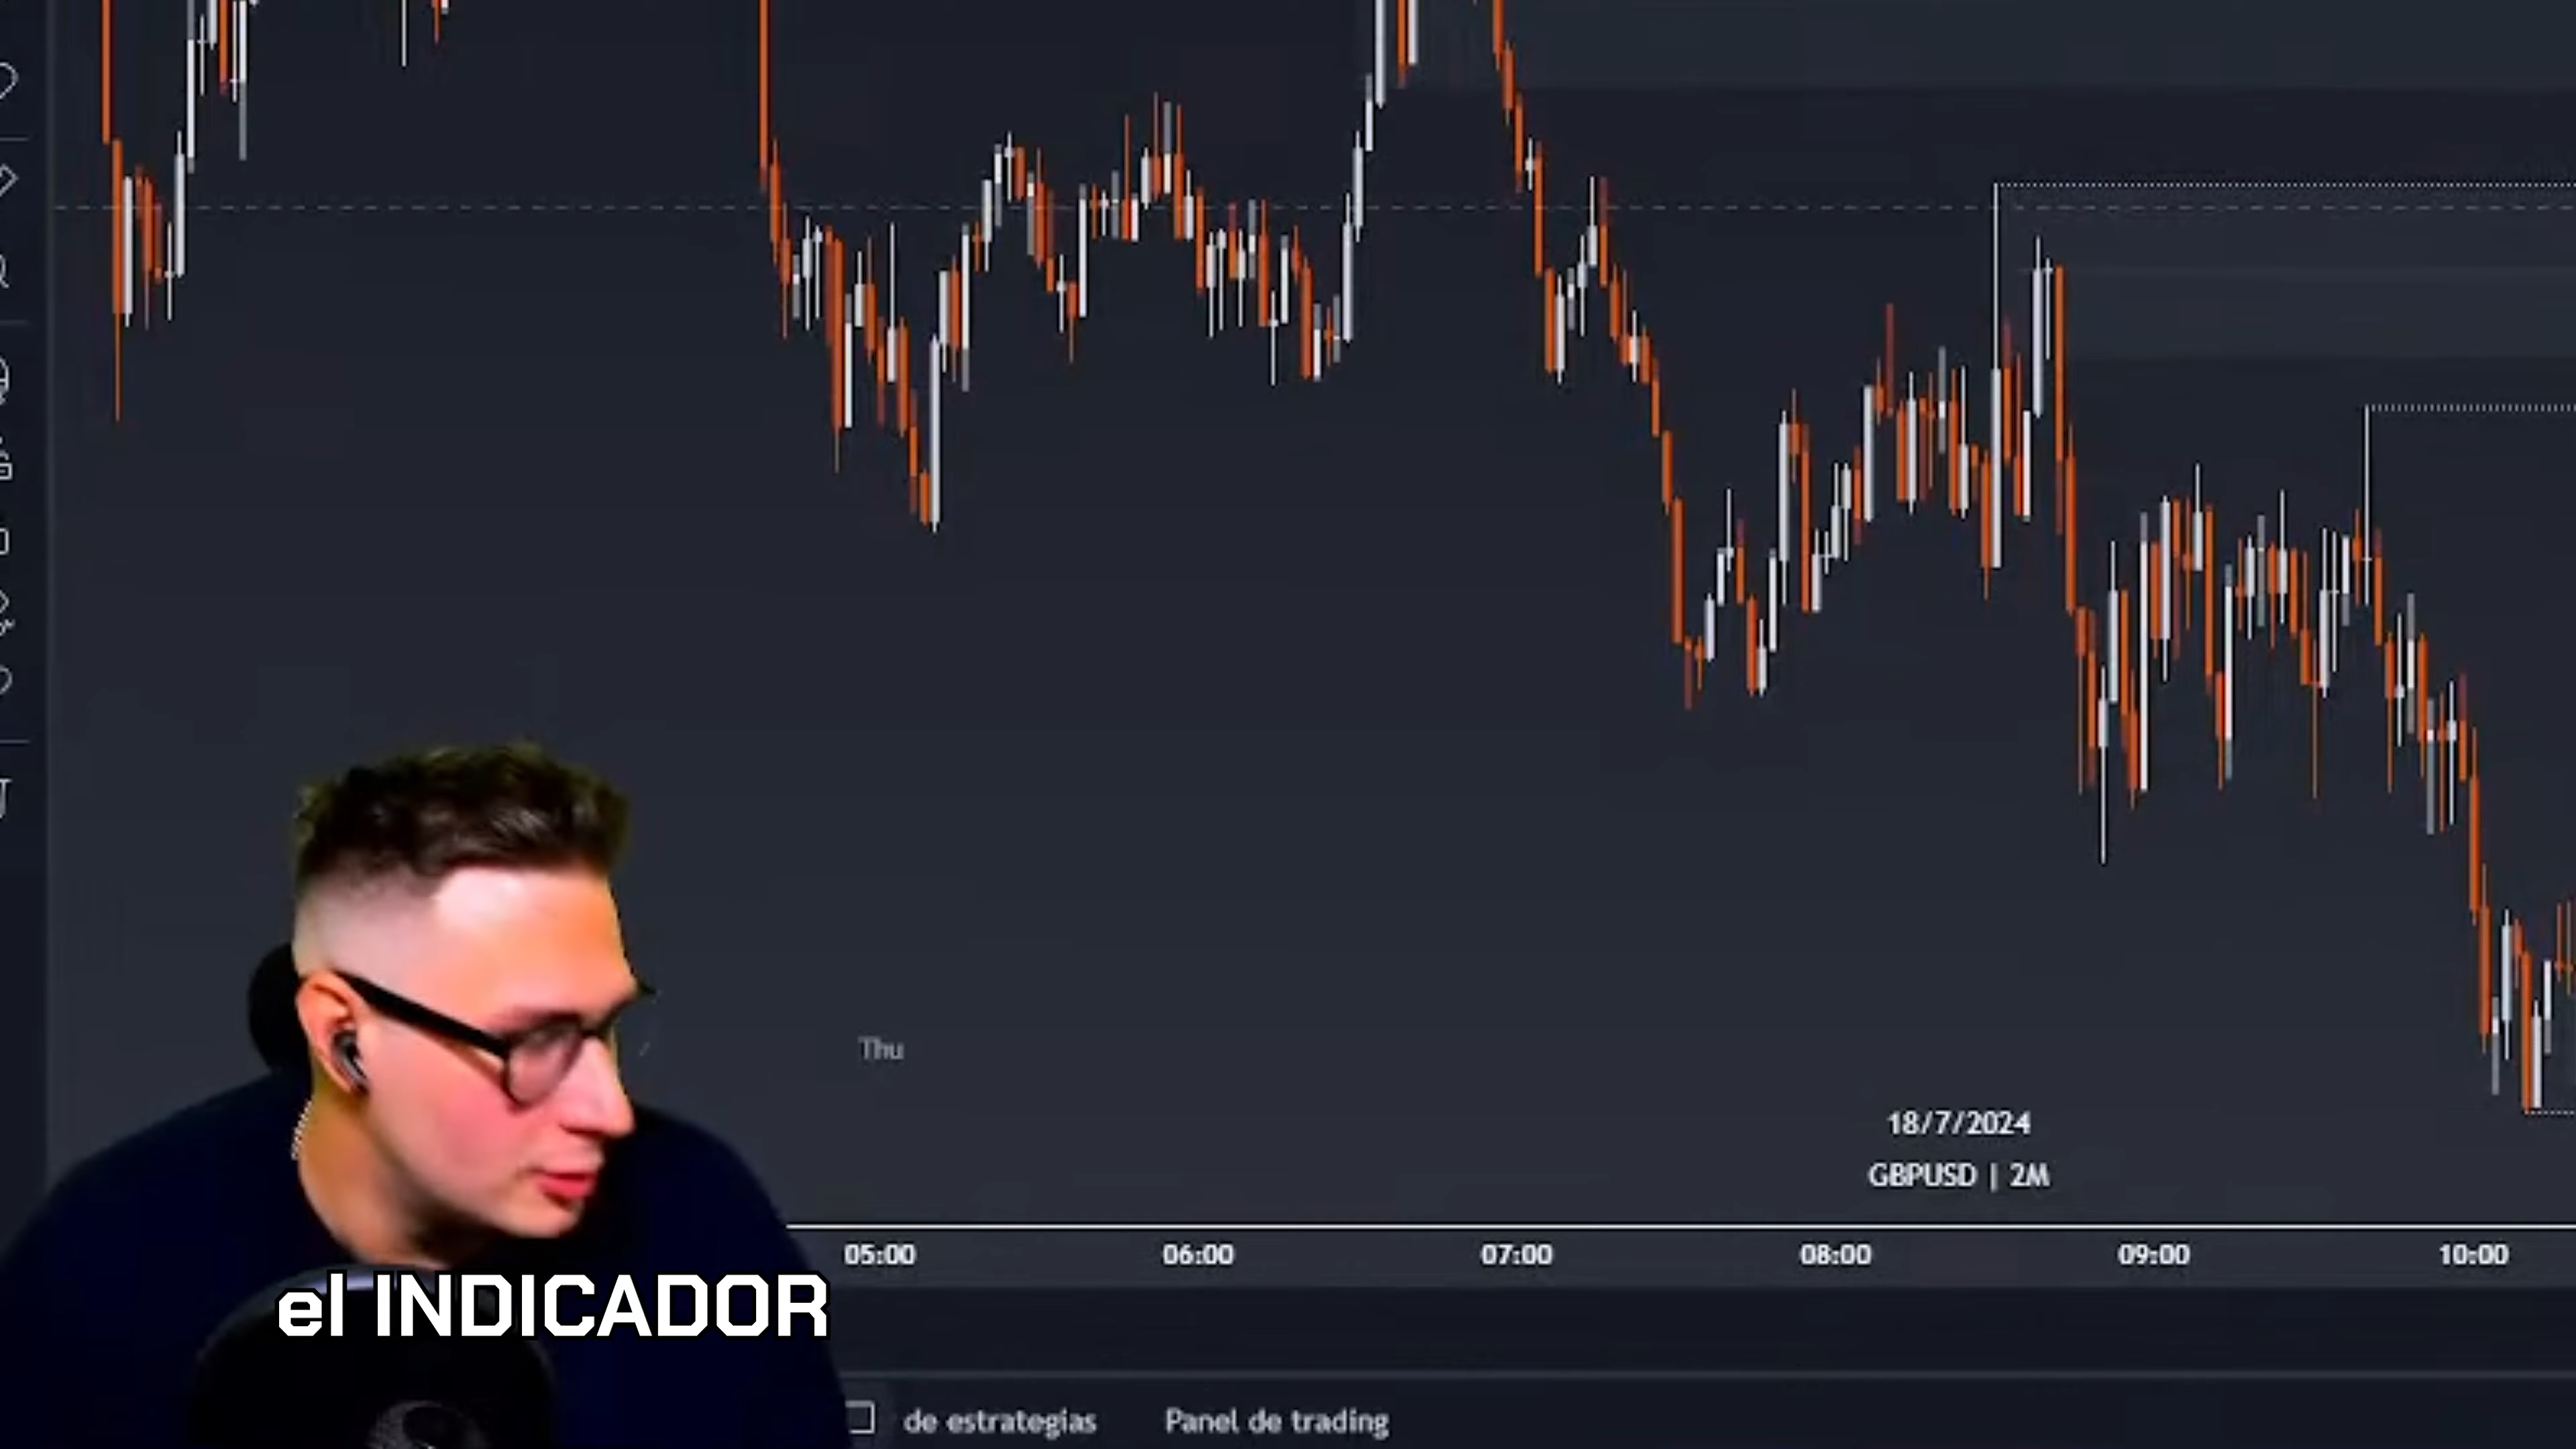 Thu
18/7/2024
GBPUSD | 2M
05:00 06:00 07:00 08:00 09:00 10:00
el INDICADOR
de estrategias Panel de trading